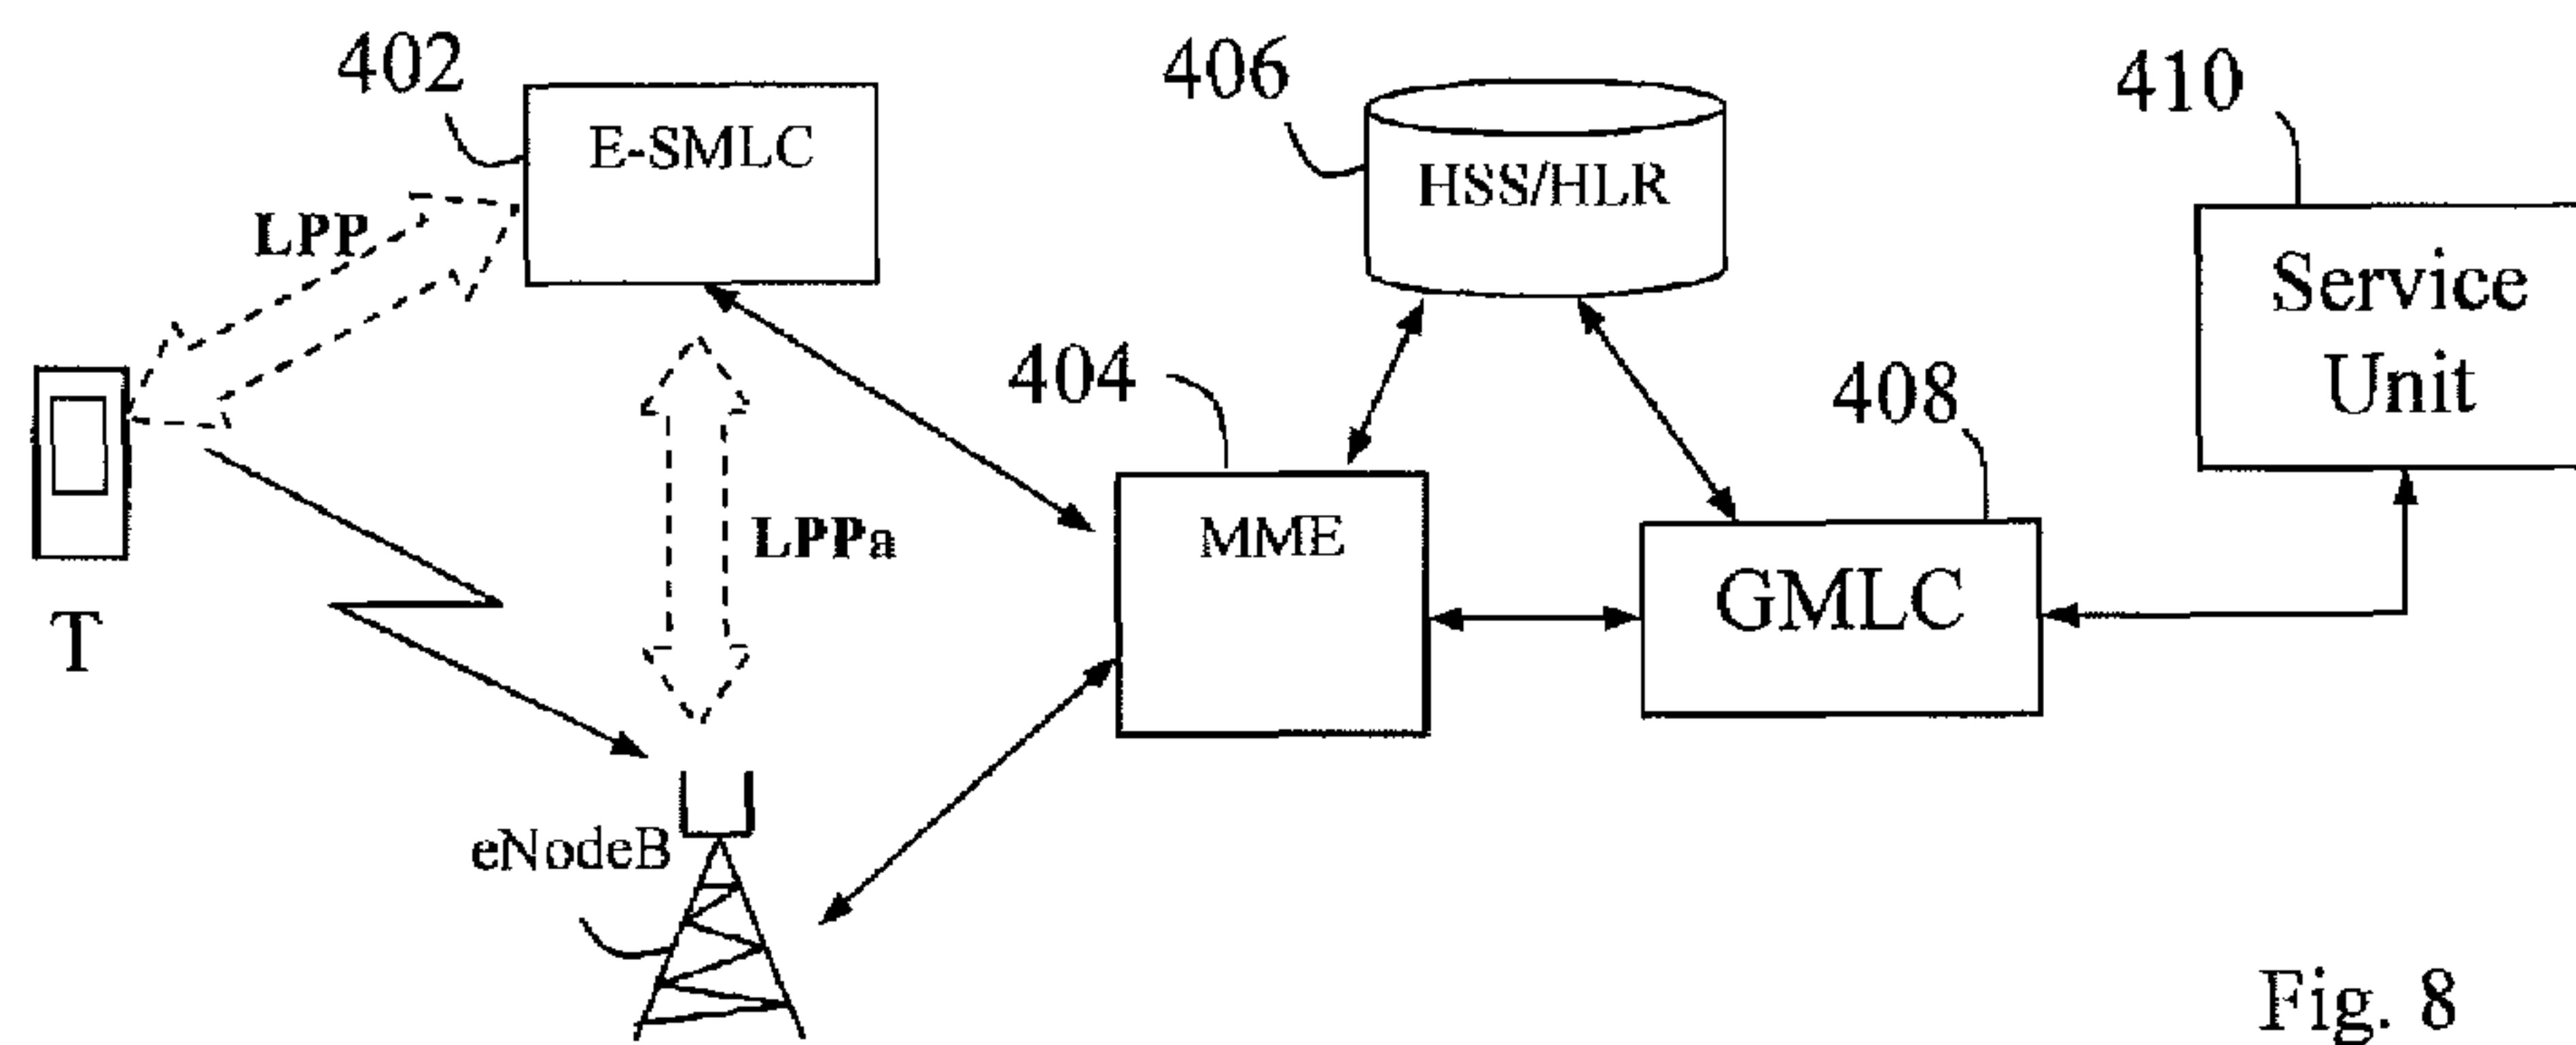 402
406
410
E-SMLC
HSS/HLR
LPP
Service
Unit
404
408
MME
LPPa
GMLC
T
eNodeB
Fig. 8